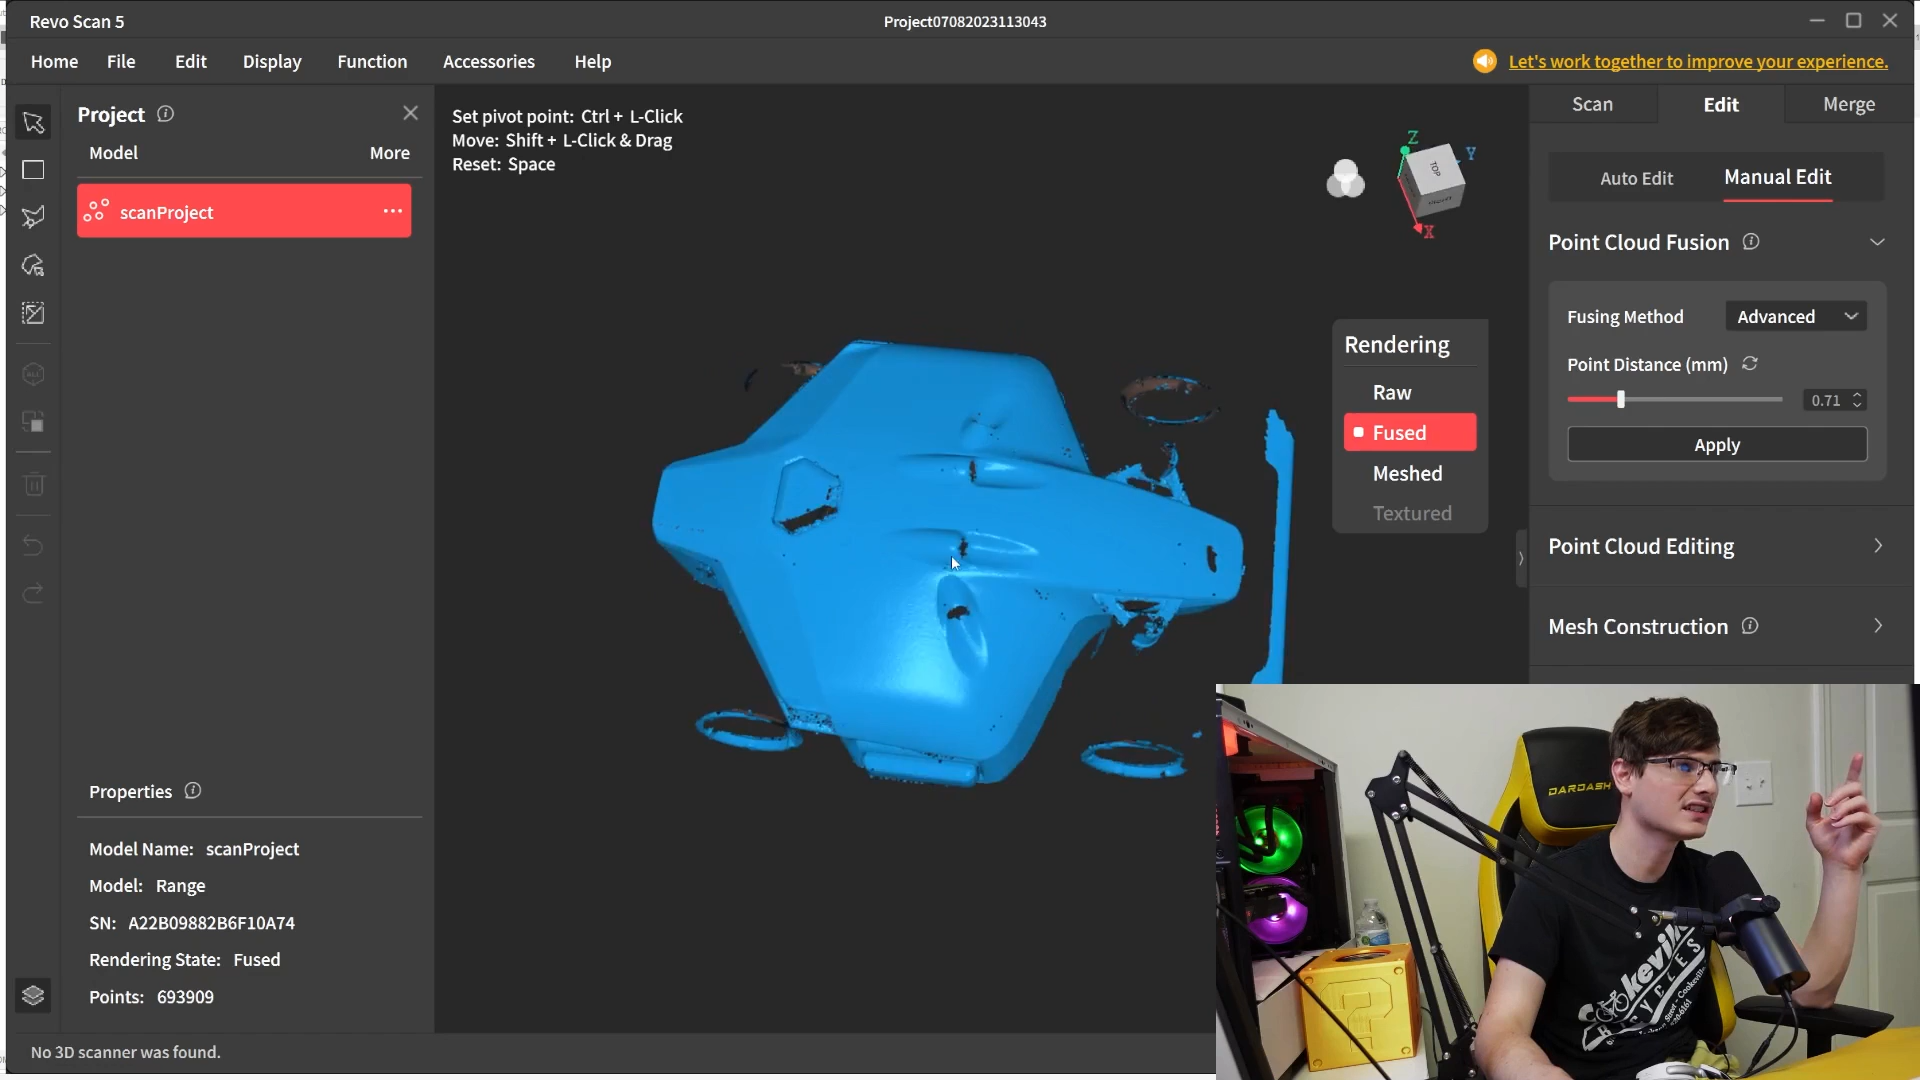 Revo Scan 5
Project07082023113043
Home File Edit Display Function Accessories Help
Let's work together to improve your experience.
Project
Model More
scanProject
Set pivot point: Ctrl + L-Click
Move: Shift + L-Click & Drag
Reset: Space
Z
Y
X
TOP
Rendering
Raw
Fused
Meshed
Textured
Scan Edit Merge
Auto Edit Manual Edit
Point Cloud Fusion
Fusing Method Advanced
Point Distance (mm)
0.71
Apply
Point Cloud Editing
Mesh Construction
Properties
Model Name: scanProject
Model: Range
SN: A22B09882B6F10A74
Rendering State: Fused
Points: 693909
No 3D scanner was found.
DARDASH